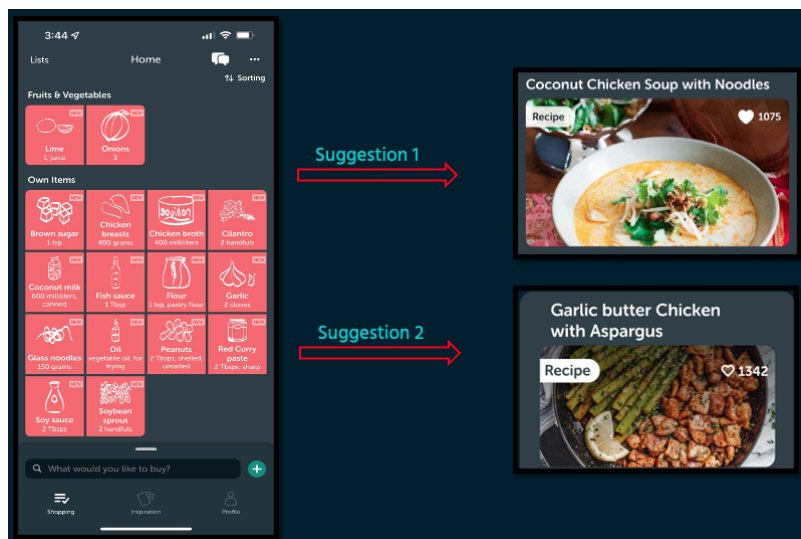 3:44
Lists
Home
Sorting
Fruits & Vegetables
NEW
NEW
Lime
1, juice
Onions
3
Own Items
NEW
NEW
NEW
NEW
Brown sugar
1 tsp
Chicken
breasts
400 grams
bouillon
Chicken broth
400 milliliters
Cilantro
2 handfuls
NEW
NEW
NEW
NEW
Coconut milk
600 milliliters,
canned
Fish sauce
1 Tbsp
Flour
1 tsp, pastry flour
Garlic
2 cloves
NEW
NEW
NEW
NEW
Glass noodles
150 grams
Oil
vegetable oil, for
frying
Peanuts
2 Tbsps, shelled,
unsalted
Red Curry
paste
2 Tbsps, sharp
NEW
NEW
Soy sauce
2 Tbsps
Soybean
sprout
2 handfuls
What would you like to buy?
Shopping
Inspiration
Profile
Suggestion 1
Coconut Chicken Soup with Noodles
Recipe
1075
Suggestion 2
Garlic butter Chicken
with Aspargus
Recipe
1342